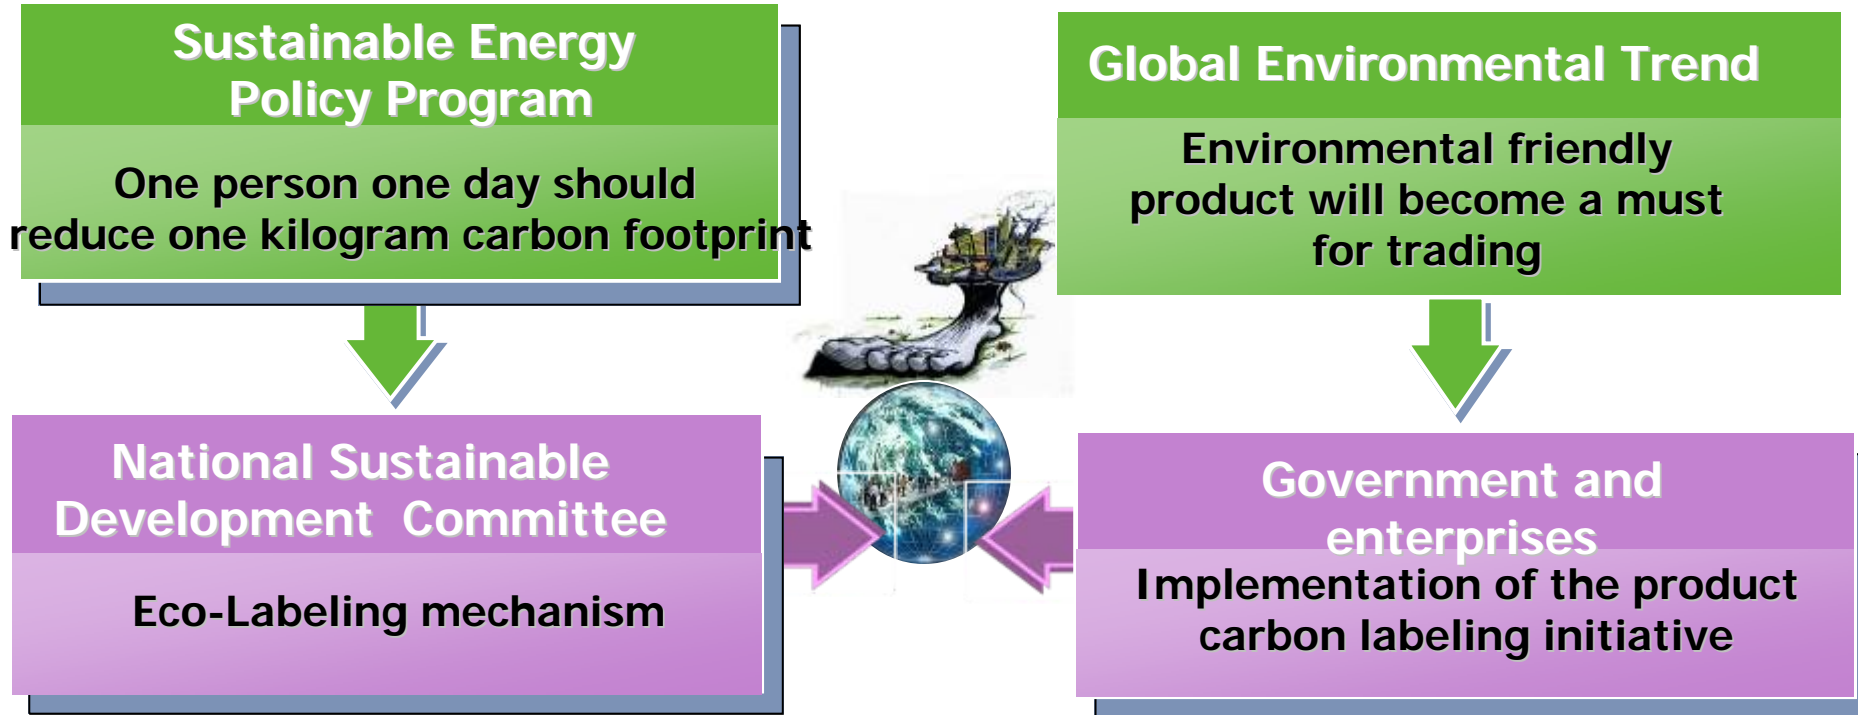 Sustainable Energy
Policy Program
One person one day should
reduce one kilogram carbon footprint
Global Environmental Trend
Environmental friendly
product will become a must
for trading
National Sustainable
Development Committee
Eco-Labeling mechanism
Government and
enterprises
Implementation of the product
carbon labeling initiative